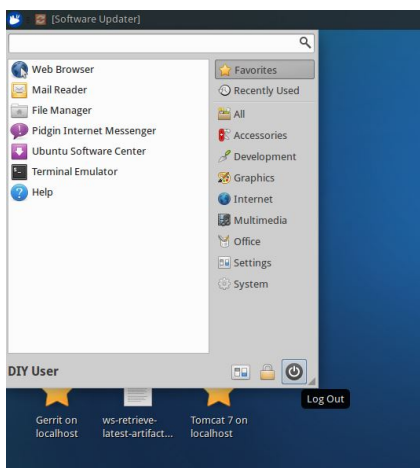 [Software Updater]
Web Browser
Mail Reader
File Manager
Pidgin Internet Messenger
Ubuntu Software Center
Terminal Emulator
Help
Favorites
Recently Used
All
Accessories
Development
Graphics
Internet
Multimedia
Office
Settings
System
DIY User
Log Out
Gerrit on
localhost
ws-retrieve-
latest-artifact...
Tomcat 7 on
localhost